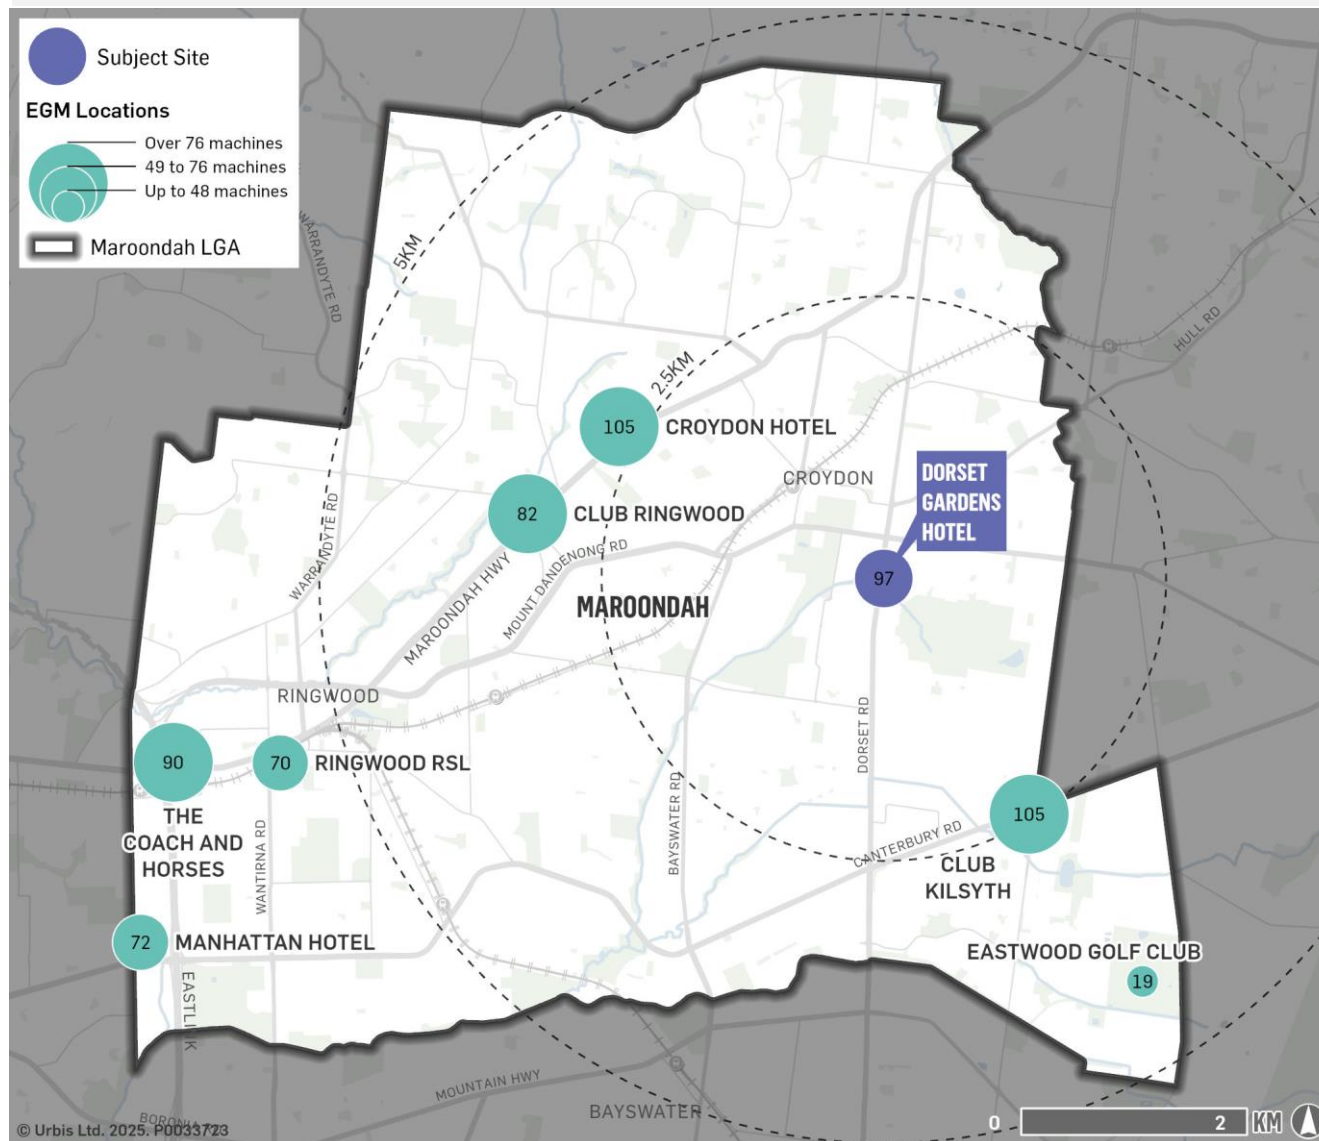 Subject Site
EGM Locations
Over 76 machines
49 to 76 machines
Up to 48 machines
Maroondah LGA
WARRANDYTE RD
5KM
HULL RD
2.5KM
105
CROYDON HOTEL
CROYDON
DORSET
GARDENS
HOTEL
82
CLUB RINGWOOD
WARRANDYTE RD
MAROONDAH HWY
MOUNT DANDENONG RD
97
MAROONDAH
RINGWOOD
DORSET RD
90
70
RINGWOOD RSL
THE
COACH AND
HORSES
WANTIRNA RD
BAYSWATER RD
105
CANTERBURY RD
CLUB
KILSYTH
72
MANHATTAN HOTEL
EASTWOOD GOLF CLUB
19
EASTLINK
MOUNTAIN HWY
BAYSWATER
BORONIA RD
© Urbis Ltd. 2025. P0033723
0
2
KM